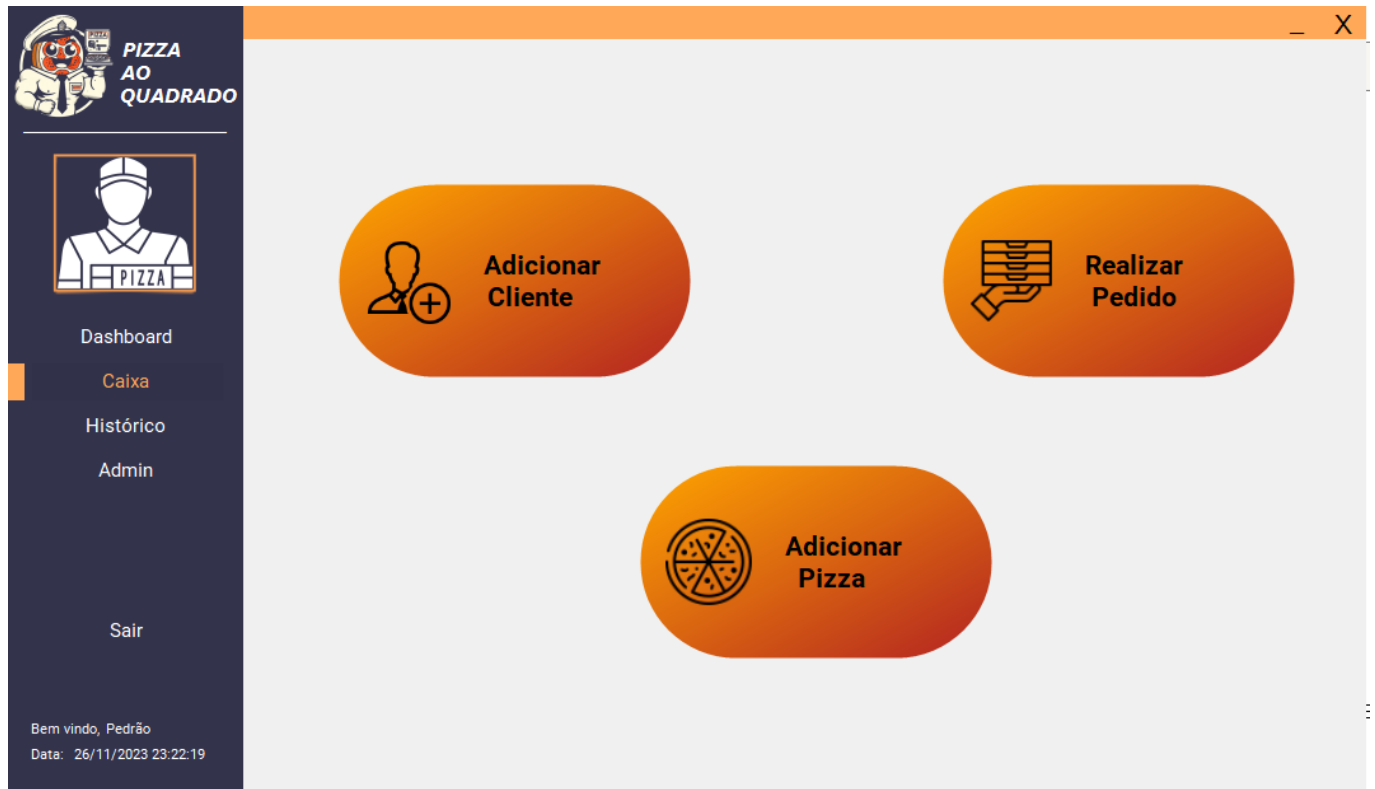 _ X
PIZZA
AO
QUADRADO
PIZZA
Dashboard
Caixa
Histórico
Admin
Sair
Bem vindo, Pedrão
Data: 26/11/2023 23:22:19
Adicionar
Cliente
Realizar
Pedido
Adicionar
Pizza